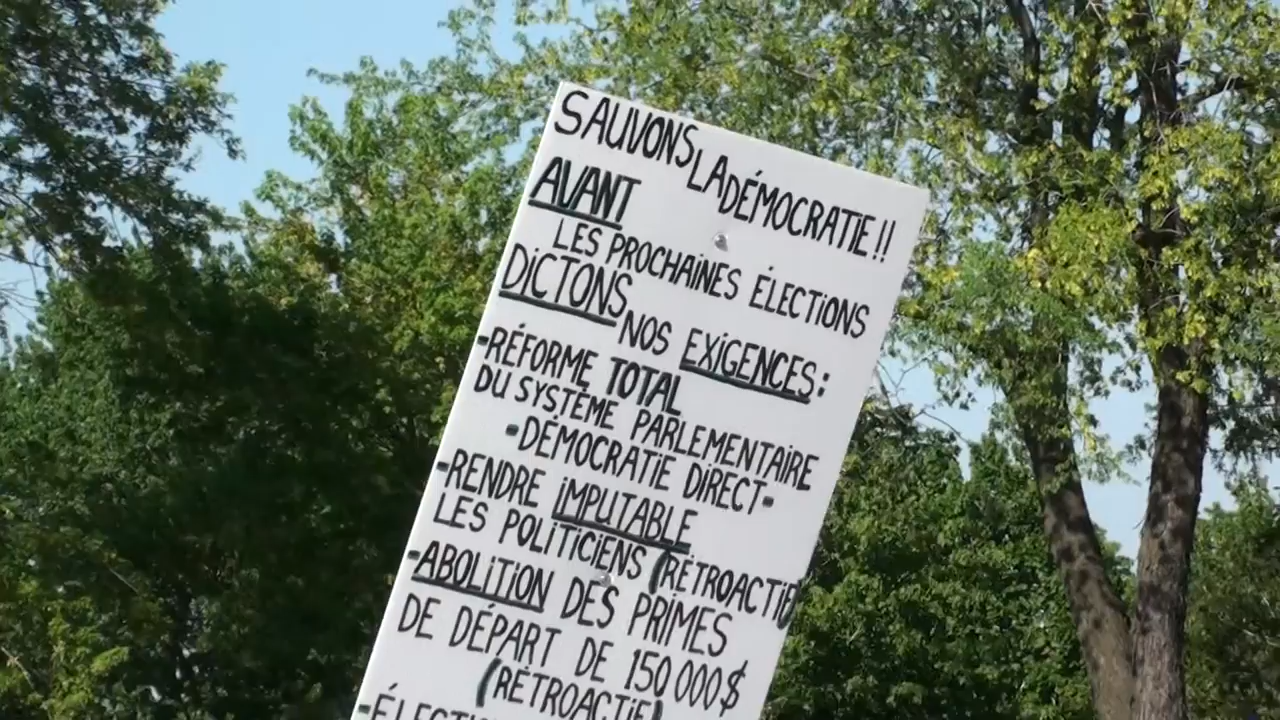 SAUVONS LA DÉMOCRATIE!!
AVANT
LES PROCHAINES ÉLECTIONS
DICTONS NOS EXIGENCES:
-RÉFORME TOTAL
DU SYSTÈME PARLEMENTAIRE
-DÉMOCRATIE DIRECT-
-RENDRE IMPUTABLE
LES POLITICIENS (RÉTROACTIF)
-ABOLITION DES PRIMES
DE DÉPART DE 150 000$
(RÉTROACTIF)